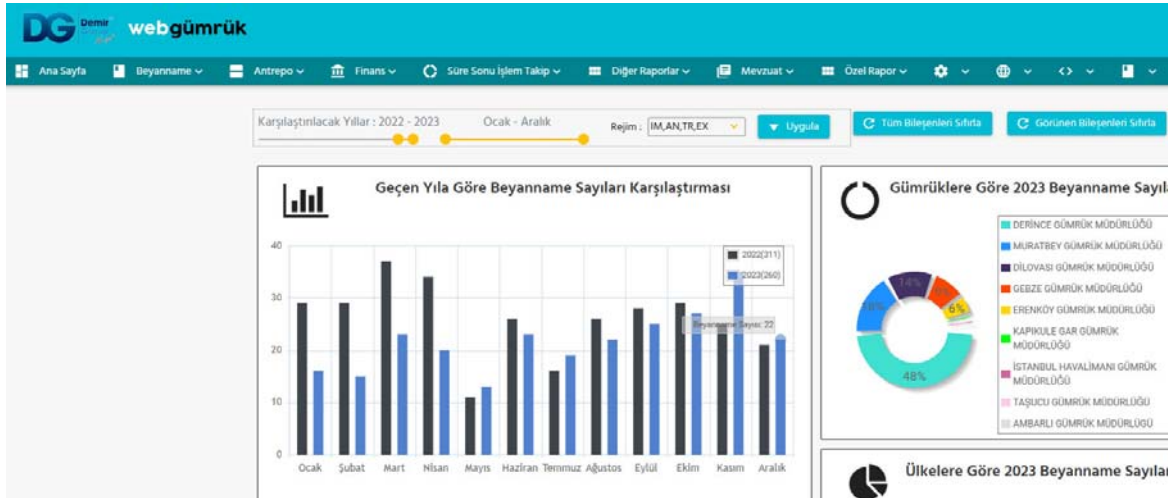 DG Demir
webgümrük
Ana Sayfa Beyanname Antrepo Finans Süre Sonu İşlem Takip Diğer Raporlar Mevzuat Özel Rapor
Karşılaştırılacak Yıllar : 2022 - 2023 Ocak - Aralık Rejim : IM,AN,TR,EX Uygula Tüm Bileşenleri Sıfırla Görünen Bileşenleri Sıfırla
Geçen Yıla Göre Beyanname Sayıları Karşılaştırması
40
30
20
10
0
2022(311)
2023(260)
Beyanname Sayısı: 22
Ocak Şubat Mart Nisan Mayıs Haziran Temmuz Ağustos Eylül Ekim Kasım Aralık
Gümrüklere Göre 2023 Beyanname Sayıla
14%
6%
48%
DERİNCE GÜMRÜK MÜDÜRLÜĞÜ
MURATBEY GÜMRÜK MÜDÜRLÜĞÜ
DİLOVASI GÜMRÜK MÜDÜRLÜĞÜ
GEBZE GÜMRÜK MÜDÜRLÜĞÜ
ERENKÖY GÜMRÜK MÜDÜRLÜĞÜ
KAPIKULE GAR GÜMRÜK
MÜDÜRLÜĞÜ
İSTANBUL HAVALİMANI GÜMRÜK
MÜDÜRLÜĞÜ
TAŞUCU GÜMRÜK MÜDÜRLÜĞÜ
AMBARLI GÜMRÜK MÜDÜRLÜĞÜ
Ülkelere Göre 2023 Beyanname Sayılar